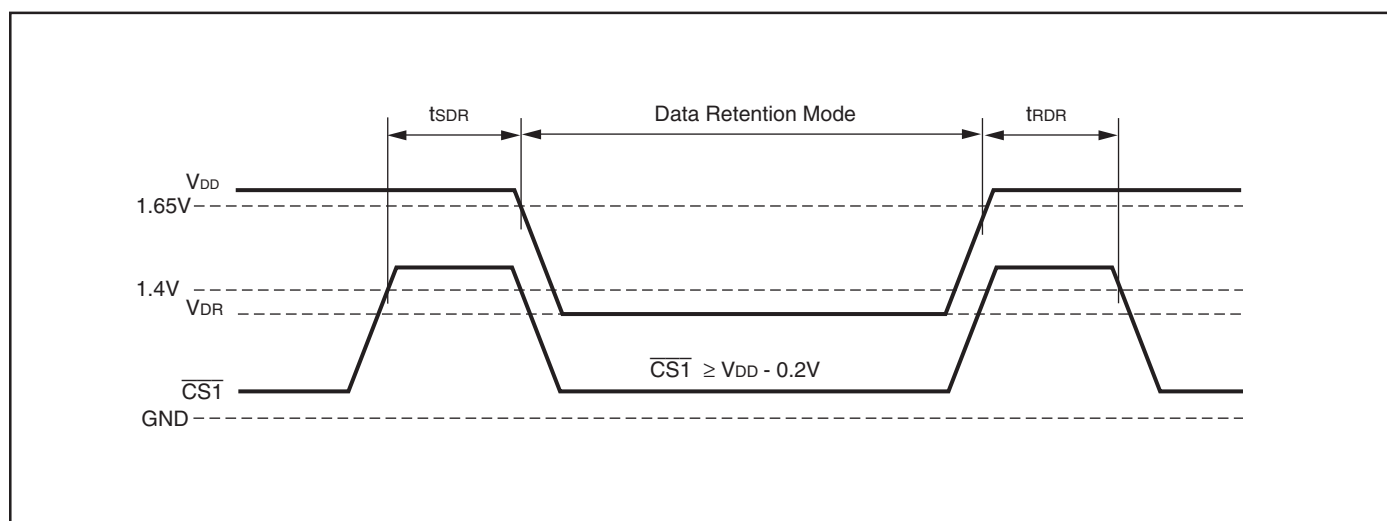 tSDR Data Retention Mode tRDR
VDD
1.65V
1.4V
VDR
CS1 ≥ VDD - 0.2V
CS1
GND